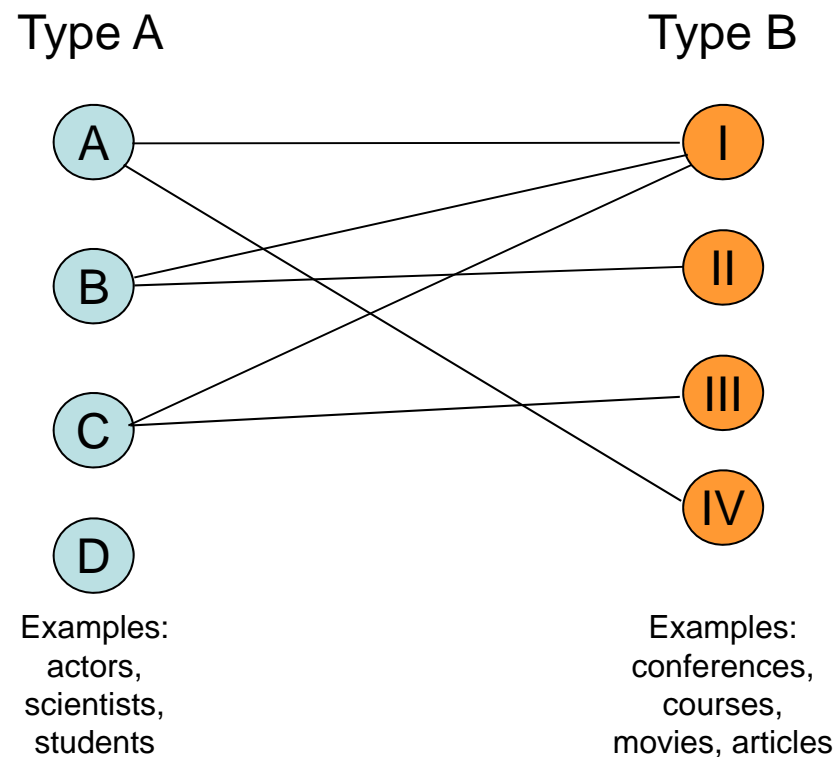 Type A
Type B
A
I
B
II
C
III
D
IV
Examples:
actors,
scientists,
students
Examples:
conferences,
courses,
movies, articles